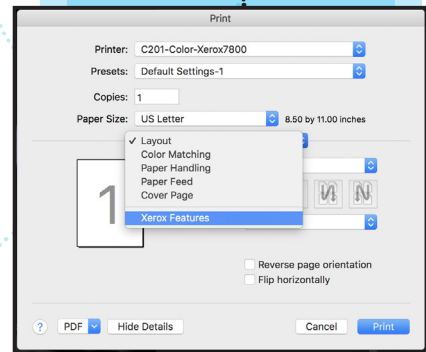 Print
Printer: C201-Color-Xerox7800
Presets: Default Settings-1
Copies: 1
Paper Size: US Letter 8.50 by 11.00 inches
✓ Layout
Color Matching
Paper Handling
Paper Feed
Cover Page
Xerox Features
1
Reverse page orientation
Flip horizontally
? PDF Hide Details Cancel Print